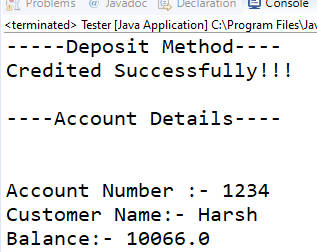 Problems @ Javadoc Declaration Console
<terminated> Tester [Java Application] C:\Program Files\Jav
-----Deposit Method----
Credited Successfully!!!
----Account Details----
Account Number :- 1234
Customer Name:- Harsh
Balance:- 10066.0